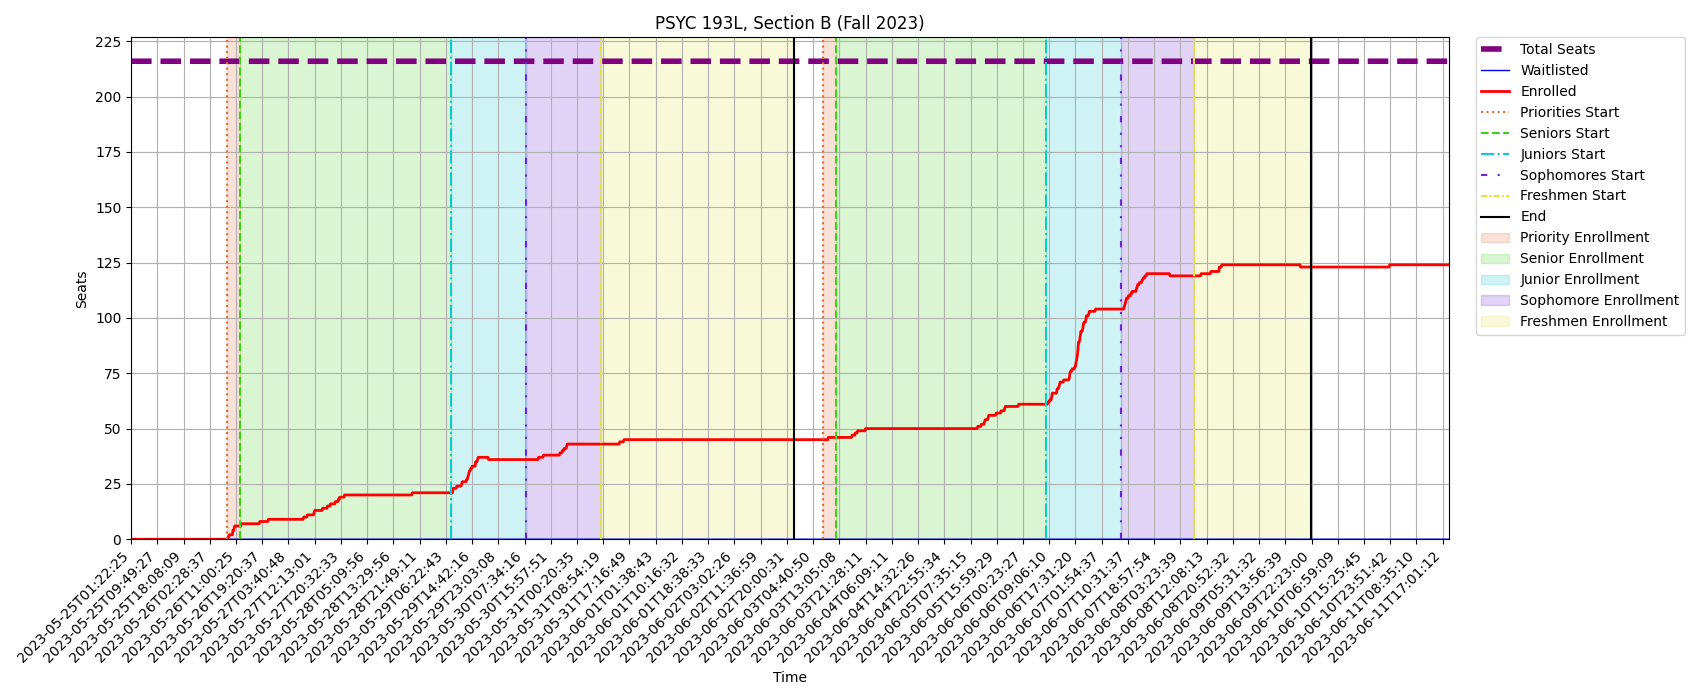 PSYC 193L, Section B (Fall 2023)
225
200
175
150
125
100
75
50
25
0
Seats
2023-05-25T01:22:25
2023-05-25T09:49:27
2023-05-25T18:08:09
2023-05-26T02:28:37
2023-05-26T11:00:25
2023-05-26T19:20:37
2023-05-27T03:40:48
2023-05-27T12:13:01
2023-05-27T20:32:33
2023-05-28T05:09:56
2023-05-28T13:29:56
2023-05-28T21:49:11
2023-05-29T06:22:43
2023-05-29T14:42:16
2023-05-29T23:03:08
2023-05-30T07:34:16
2023-05-30T15:57:51
2023-05-31T00:20:35
2023-05-31T08:54:19
2023-05-31T17:16:49
2023-06-01T01:38:43
2023-06-01T10:16:32
2023-06-01T18:38:33
2023-06-02T03:02:26
2023-06-02T11:36:59
2023-06-02T20:00:31
2023-06-03T04:40:50
2023-06-03T13:05:08
2023-06-03T21:28:11
2023-06-04T06:09:11
2023-06-04T14:32:26
2023-06-04T22:55:34
2023-06-05T07:35:15
2023-06-05T15:59:29
2023-06-06T00:23:27
2023-06-06T09:06:10
2023-06-06T17:31:20
2023-06-07T01:54:37
2023-06-07T10:31:37
2023-06-07T18:57:54
2023-06-08T03:23:39
2023-06-08T12:08:13
2023-06-08T20:52:32
2023-06-09T05:31:32
2023-06-09T13:56:39
2023-06-09T22:23:00
2023-06-10T06:59:09
2023-06-10T15:25:45
2023-06-10T23:51:42
2023-06-11T08:35:10
2023-06-11T17:01:12
Time
Total Seats
Waitlisted
Enrolled
Priorities Start
Seniors Start
Juniors Start
Sophomores Start
Freshmen Start
End
Priority Enrollment
Senior Enrollment
Junior Enrollment
Sophomore Enrollment
Freshmen Enrollment